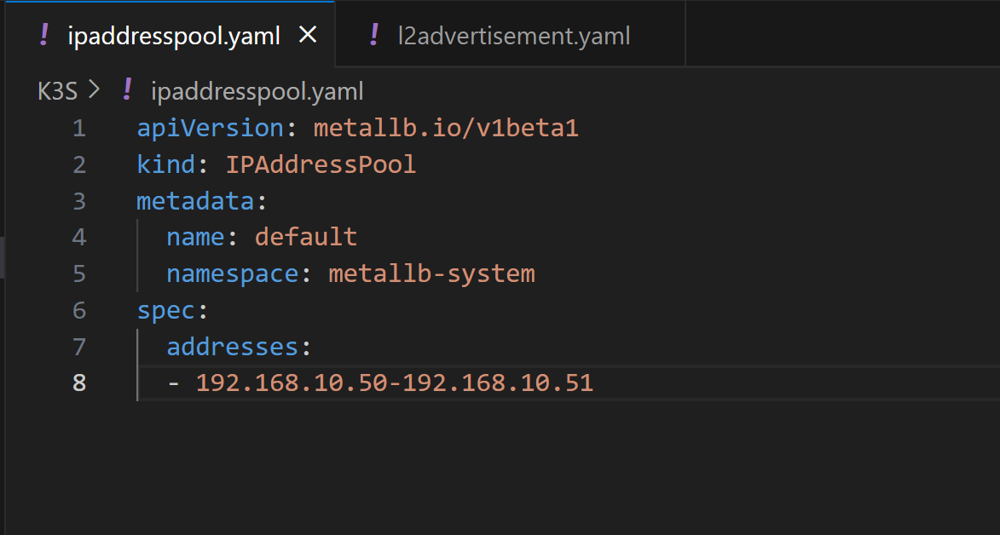 ! ipaddresspool.yaml × ! l2advertisement.yaml
K3S > ! ipaddresspool.yaml
1 apiVersion: metallb.io/v1beta1
2 kind: IPAddressPool
3 metadata:
4   name: default
5   namespace: metallb-system
6 spec:
7   addresses:
8   - 192.168.10.50-192.168.10.51